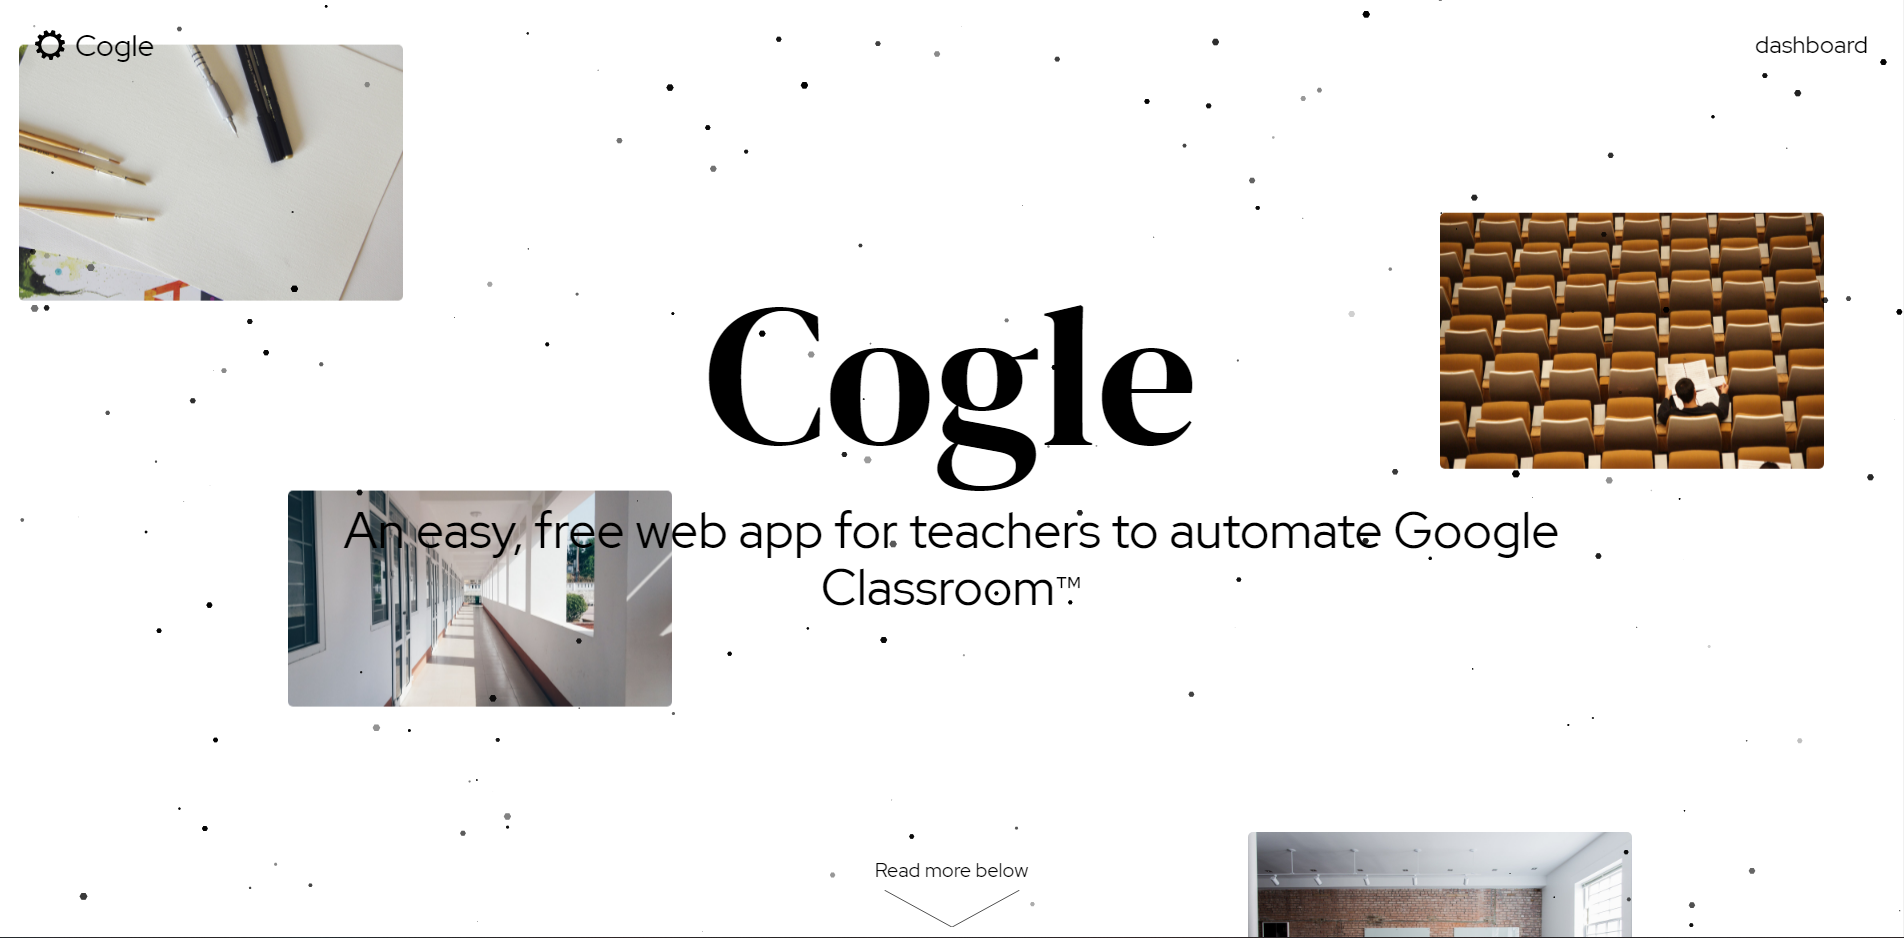 Cogle
dashboard
Cogle
An easy, free web app for teachers to automate Google
Classroom™.
Read more below